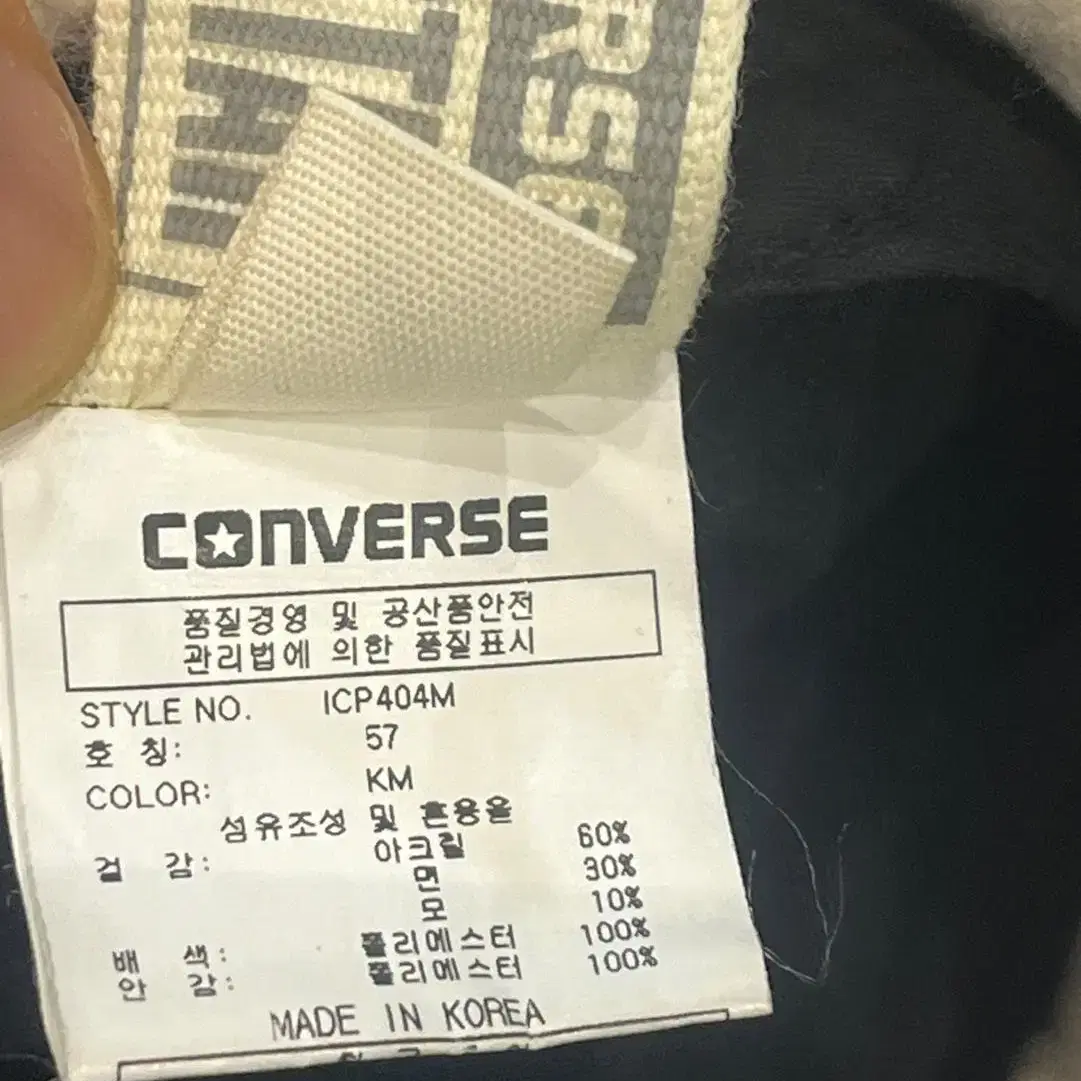 CONVERSE
품질경영 및 공산품안전
관리법에 의한 품질표시
STYLE NO. ICP404M
호 칭: 57
COLOR: KM
섬유조성 및 혼용율
겉 감: 아크릴 60%
면 30%
모 10%
배 색: 폴리에스터 100%
안 감: 폴리에스터 100%
MADE IN KOREA